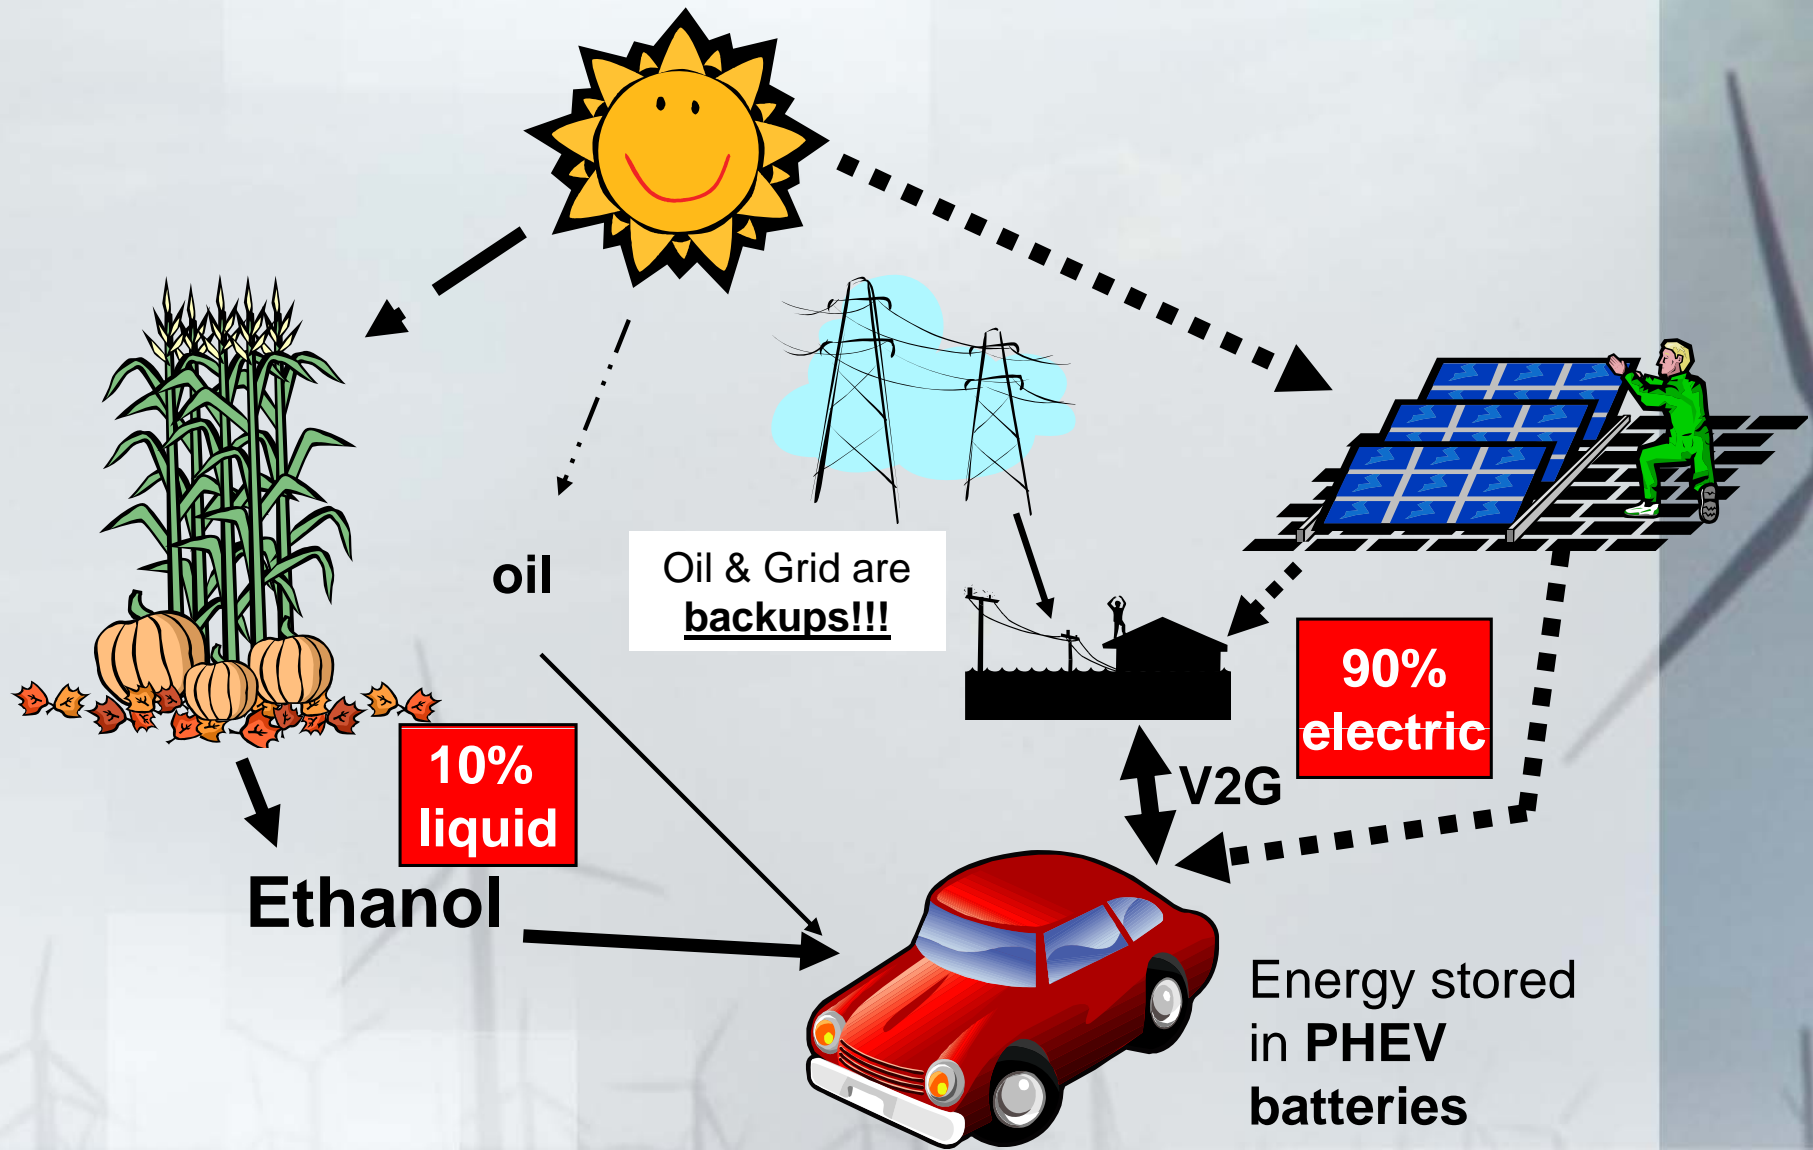 oil
Oil & Grid are
backups!!!
90%
electric
10%
liquid
V2G
Ethanol
Energy stored
in PHEV
batteries